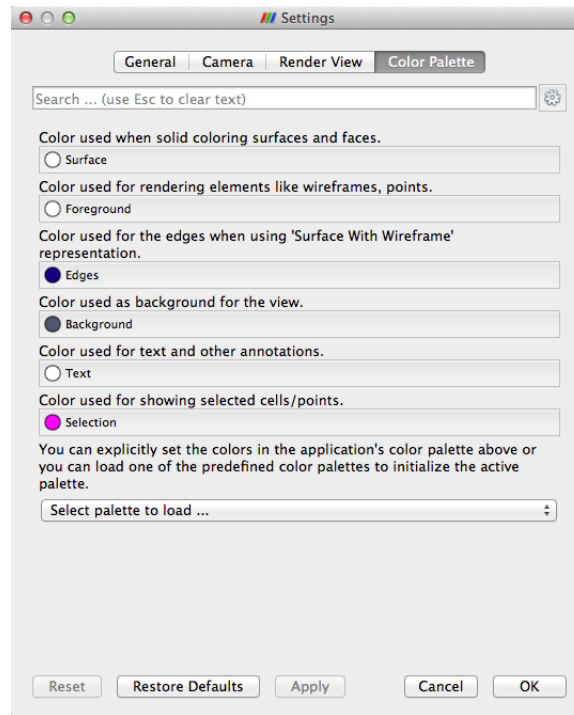 Settings
General Camera Render View Color Palette
Search ... (use Esc to clear text)
Color used when solid coloring surfaces and faces.
Surface
Color used for rendering elements like wireframes, points.
Foreground
Color used for the edges when using 'Surface With Wireframe'
representation.
Edges
Color used as background for the view.
Background
Color used for text and other annotations.
Text
Color used for showing selected cells/points.
Selection
You can explicitly set the colors in the application's color palette above or
you can load one of the predefined color palettes to initialize the active
palette.
Select palette to load ...
Reset Restore Defaults Apply Cancel OK